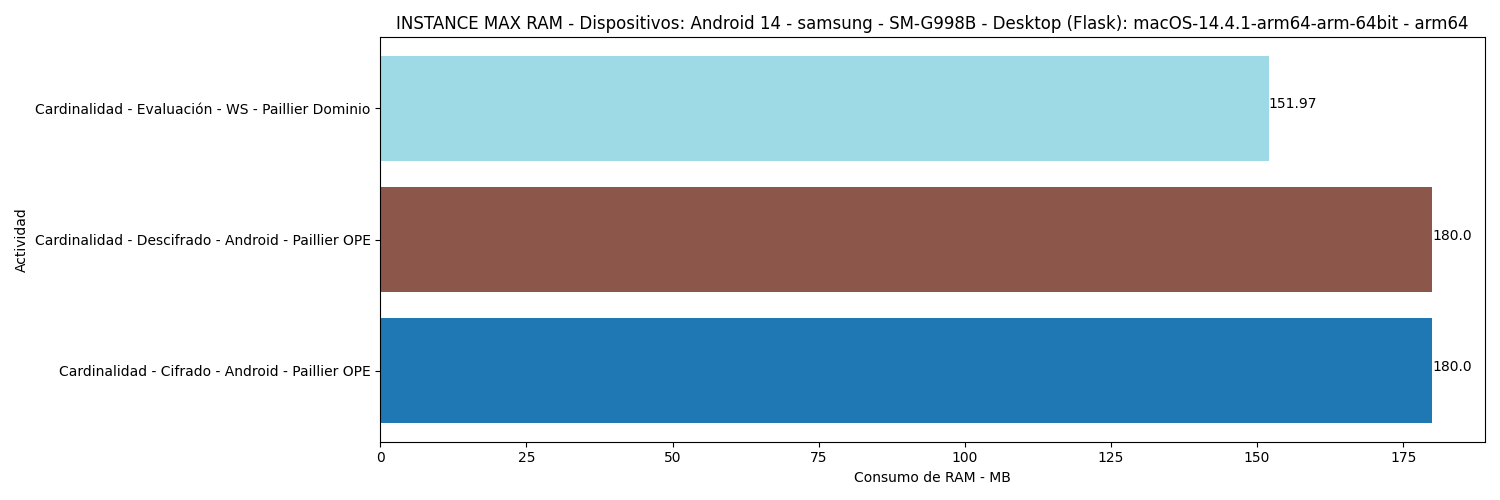 INSTANCE MAX RAM - Dispositivos: Android 14 - samsung - SM-G998B - Desktop (Flask): macOS-14.4.1-arm64-arm-64bit - arm64
Cardinalidad - Evaluación - WS - Paillier Dominio
151.97
Cardinalidad - Descifrado - Android - Paillier OPE
180.0
Cardinalidad - Cifrado - Android - Paillier OPE
180.0
Actividad
0 25 50 75 100 125 150 175
Consumo de RAM - MB